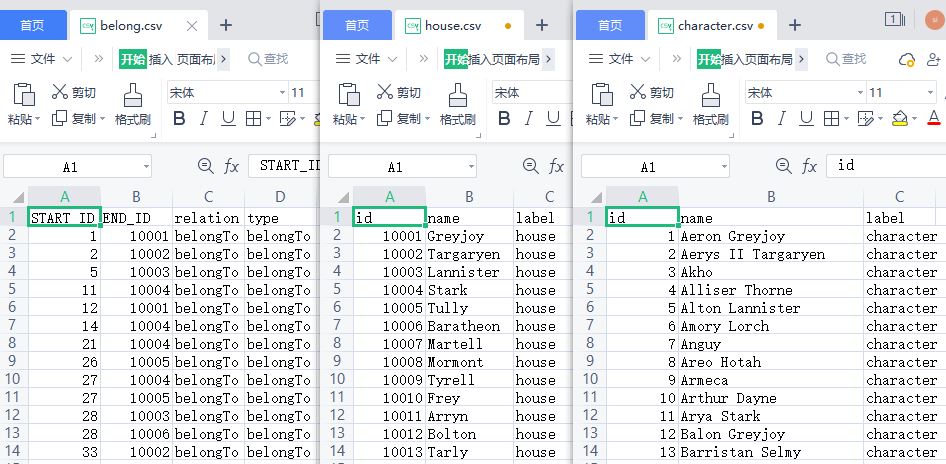 首页 belong.csv 首页 house.csv 首页 character.csv 1
文件 开始 插入 页面布局 查找 文件 开始 插入 页面布局 文件 开始 插入 页面布局 查找
剪切 宋体 11 剪切 宋体 剪切 宋体 11
粘贴 复制 格式刷 B I U 粘贴 复制 格式刷 B I U 粘贴 复制 格式刷 B I U A
A1 fx START_ID A1 fx A1 fx id
A B C D A B C A B C
1 START_ID END_ID relation type 1 id name label 1 id name label
2 1 10001 belongTo belongTo 2 10001 Greyjoy house 2 1 Aeron Greyjoy character
3 2 10002 belongTo belongTo 3 10002 Targaryen house 3 2 Aerys II Targaryen character
4 5 10003 belongTo belongTo 4 10003 Lannister house 4 3 Akho character
5 11 10004 belongTo belongTo 5 10004 Stark house 5 4 Alliser Thorne character
6 12 10001 belongTo belongTo 6 10005 Tully house 6 5 Alton Lannister character
7 14 10004 belongTo belongTo 7 10006 Baratheon house 7 6 Amory Lorch character
8 21 10004 belongTo belongTo 8 10007 Martell house 8 7 Anguy character
9 26 10005 belongTo belongTo 9 10008 Mormont house 9 8 Areo Hotah character
10 27 10004 belongTo belongTo 10 10009 Tyrell house 10 9 Armeca character
11 27 10005 belongTo belongTo 11 10010 Frey house 11 10 Arthur Dayne character
12 28 10003 belongTo belongTo 12 10011 Arryn house 12 11 Arya Stark character
13 28 10006 belongTo belongTo 13 10012 Bolton house 13 12 Balon Greyjoy character
14 33 10002 belongTo belongTo 14 10013 Tarly house 14 13 Barristan Selmy character